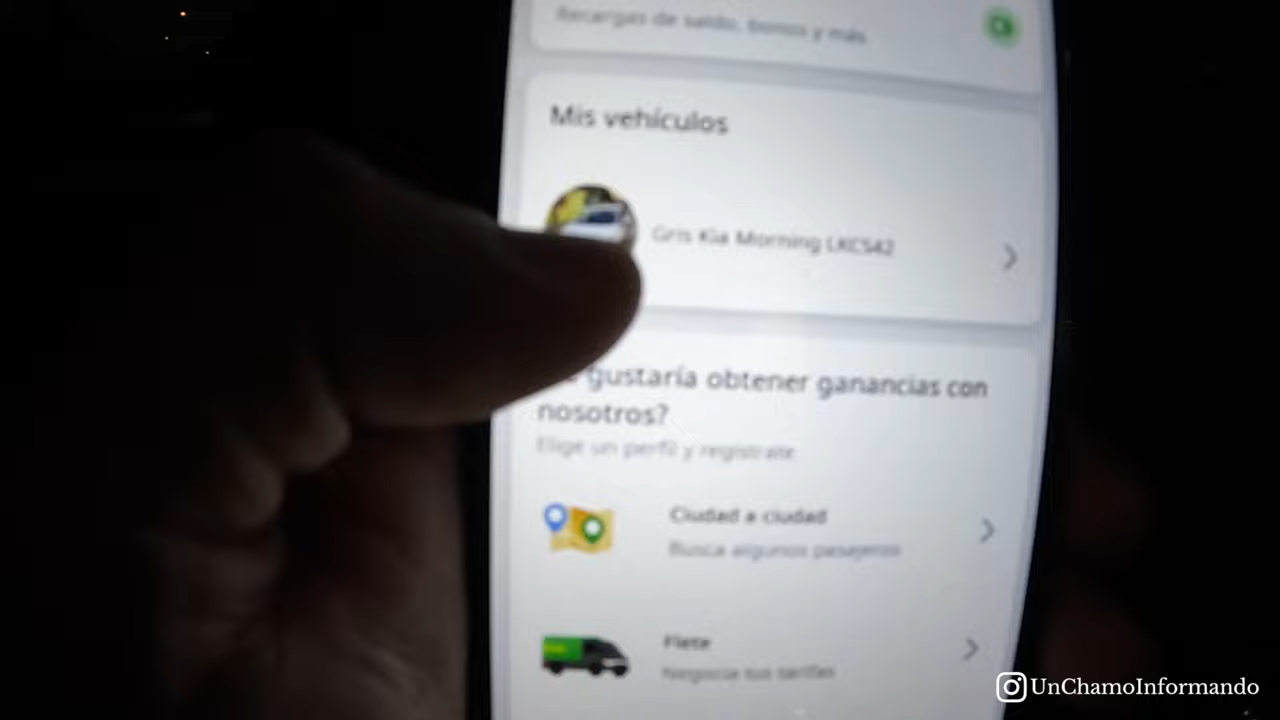 Recargas de saldo, bonos y más
Mis vehículos
Gris Kia Morning LKCS42
gustaría obtener ganancias con
nosotros?
Elige un perfil y regístrate
Ciudad a ciudad
Busca algunos pasajeros
Flete
Negocia tus tarifas
UnChamoInformando